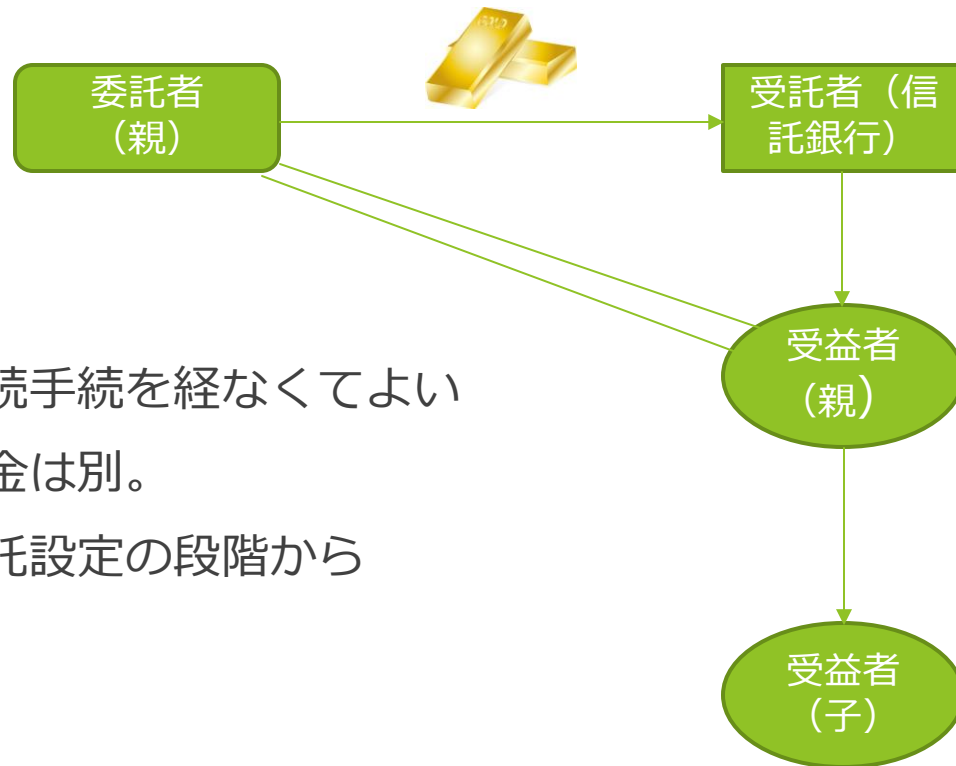 GOLD
委託者
（親）
受託者（信
託銀行）
受益者
（親）
続手続を経なくてよい
金は別。
託設定の段階から
受益者
（子）